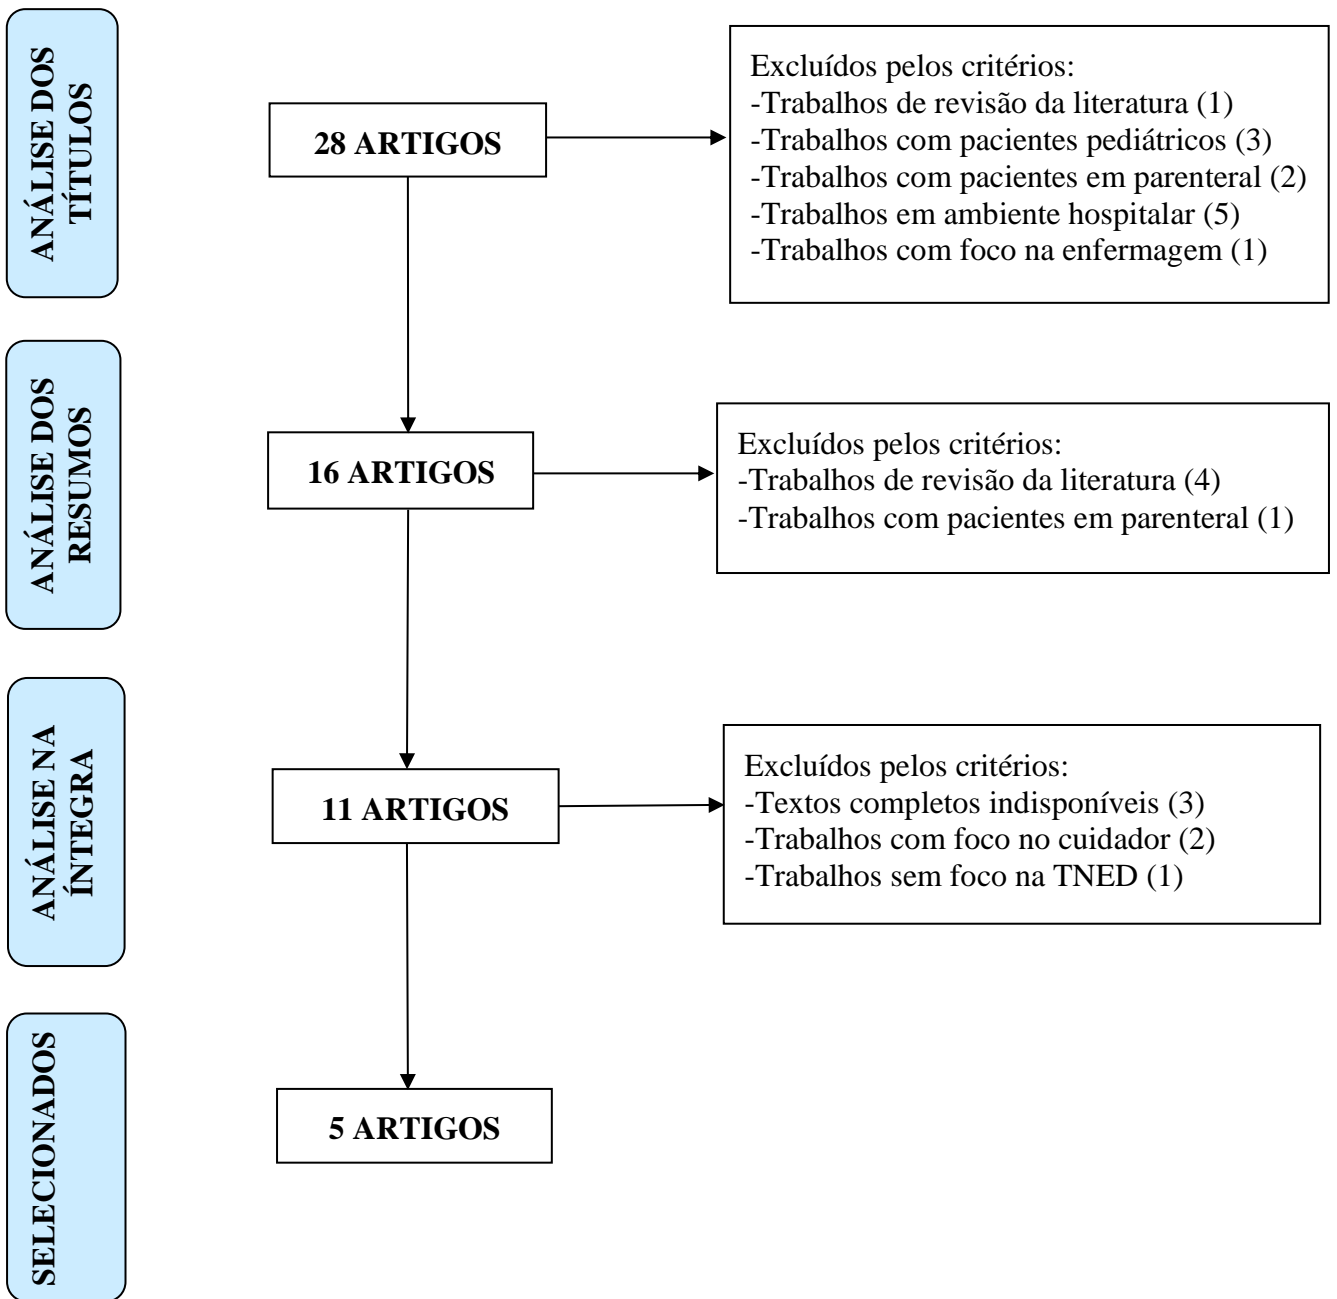 ANÁLISE DOS
TÍTULOS
28 ARTIGOS
Excluídos pelos critérios:
-Trabalhos de revisão da literatura (1)
-Trabalhos com pacientes pediátricos (3)
-Trabalhos com pacientes em parenteral (2)
-Trabalhos em ambiente hospitalar (5)
-Trabalhos com foco na enfermagem (1)
ANÁLISE DOS
RESUMOS
16 ARTIGOS
Excluídos pelos critérios:
-Trabalhos de revisão da literatura (4)
-Trabalhos com pacientes em parenteral (1)
ANÁLISE NA
ÍNTEGRA
11 ARTIGOS
Excluídos pelos critérios:
-Textos completos indisponíveis (3)
-Trabalhos com foco no cuidador (2)
-Trabalhos sem foco na TNED (1)
SELECIONADOS
5 ARTIGOS